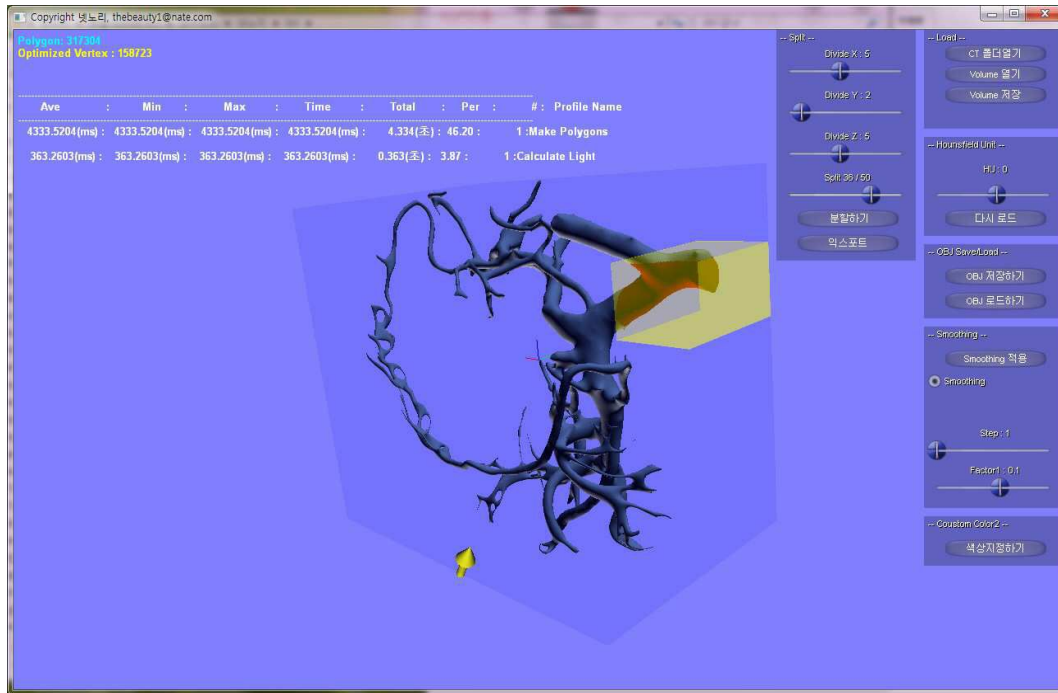 Copyright 넷노리, thebeauty1@nate.com
Polygon: 317304
Optimized Vertex : 158723
Ave : Min : Max : Time : Total : Per : # : Profile Name
4333.5204(ms) : 4333.5204(ms) : 4333.5204(ms) : 4333.5204(ms) : 4.334(초) : 46.20 : 1 :Make Polygons
363.2603(ms) : 363.2603(ms) : 363.2603(ms) : 363.2603(ms) : 0.363(초) : 3.87 : 1 :Calculate Light
-- Split --
Divide X : 5
Divide Y : 2
Divide Z : 5
Split 36 / 50
분할하기
익스포트
-- Load --
CT 폴더열기
Volume 열기
Volume 저장
-- Hounsfield Unit --
HU : 0
다시 로드
-- OBJ Save/Load --
OBJ 저장하기
OBJ 로드하기
-- Smoothing --
Smoothing 적용
Smoothing
Step : 1
Factor1 : 0.1
-- Coustom Color2 --
색상지정하기